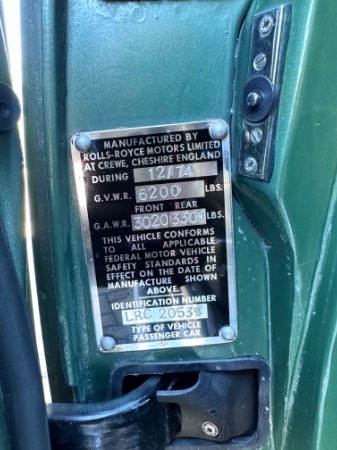 MANUFACTURED BY
ROLLS-ROYCE MOTORS LIMITED
AT CREWE, CHESHIRE ENGLAND
DURING 12/74
G.V.W.R. 6200 LBS.
FRONT REAR
G.A.W.R. 3020 3303 LBS.
THIS VEHICLE CONFORMS
TO ALL APPLICABLE
FEDERAL MOTOR VEHICLE
SAFETY STANDARDS IN
EFFECT ON THE DATE OF
MANUFACTURE SHOWN
ABOVE.
IDENTIFICATION NUMBER
LRC 20539
TYPE OF VEHICLE
PASSENGER CAR